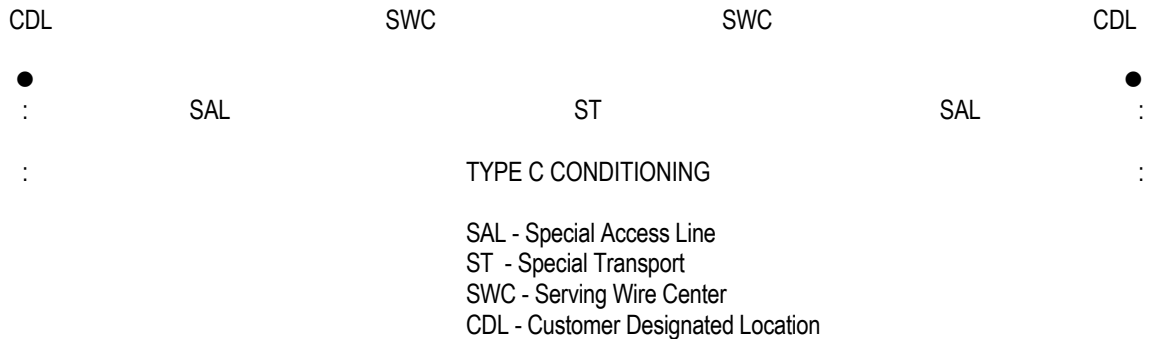 CDL SWC SWC CDL
● ●
: SAL ST SAL :
: TYPE C CONDITIONING :
SAL - Special Access Line
ST - Special Transport
SWC - Serving Wire Center
CDL - Customer Designated Location